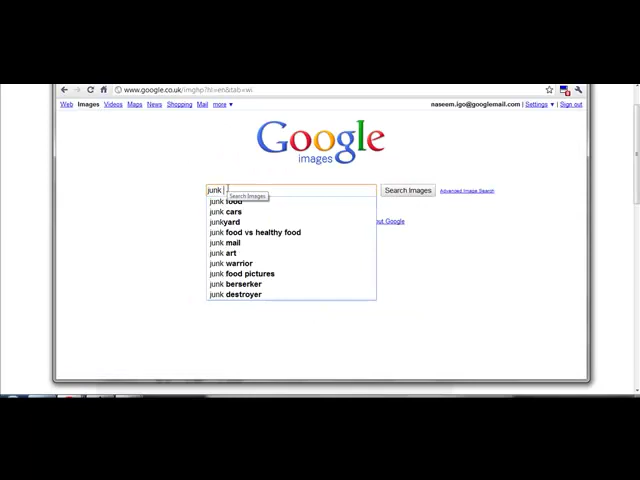 www.google.co.uk/imghp?hl=en&tab=wi
Web Images Videos Maps News Shopping Mail more ▼
naseem.igo@googlemail.com | Settings ▼ | Sign out
Google
images
junk
Search Images
Advanced Image Search
Search Images
junk food
junk cars
junkyard
out Google
junk food vs healthy food
junk mail
junk art
junk warrior
junk food pictures
junk berserker
junk destroyer